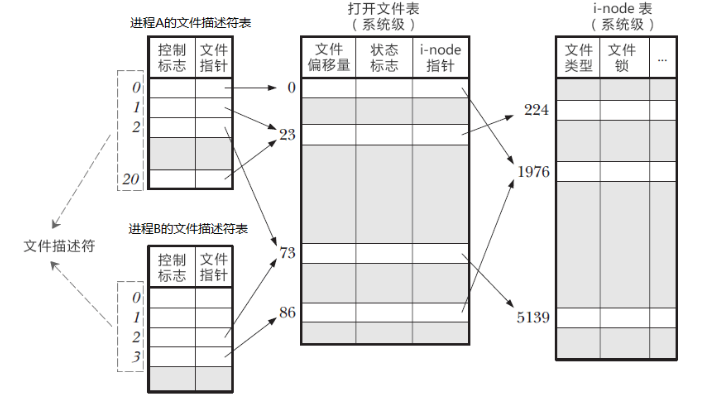 进程A的文件描述符表
控制
标志
文件
指针
0
1
2
20
文件描述符
进程B的文件描述符表
控制
标志
文件
指针
0
1
2
3
打开文件表
（系统级）
文件
偏移量
状态
标志
i-node
指针
0
23
73
86
i-node 表
（系统级）
文件
类型
文件
锁
...
224
1976
5139